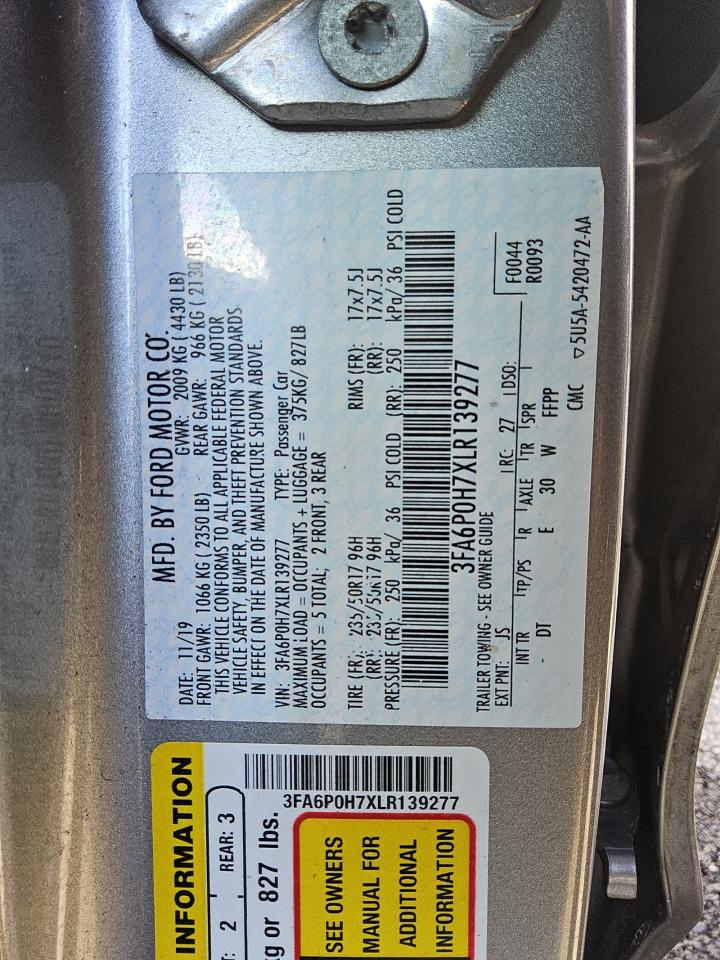 MFD. BY FORD MOTOR CO.
DATE: 11/19 GVWR: 2009 KG ( 4430 LB)
FRONT GAWR: 1066 KG ( 2350 LB) REAR GAWR: 966 KG ( 2130 LB)
THIS VEHICLE CONFORMS TO ALL APPLICABLE FEDERAL MOTOR
VEHICLE SAFETY, BUMPER, AND THEFT PREVENTION STANDARDS
IN EFFECT ON THE DATE OF MANUFACTURE SHOWN ABOVE.
VIN: 3FA6P0H7XLR139277 TYPE: Passenger Car
MAXIMUM LOAD = OCCUPANTS + LUGGAGE = 375KG/ 827LB
OCCUPANTS = 5 TOTAL; 2 FRONT, 3 REAR
TIRE (FR): 235/50R17 96H RIMS (FR): 17x7.5J
(RR): 235/50R17 96H (RR): 17x7.5J
PRESSURE (FR): 250 kPa/ 36 PSI COLD (RR): 250 kPa/ 36 PSI COLD
3FA6P0H7XLR139277
TRAILER TOWING - SEE OWNER GUIDE
EXT PNT: JS RC: 27 DSO: F0044
R0093
INT TR TP/PS R AXLE TR SPR
- DT E 30 W FFPP
CMC ▽5U5A-5420472-AA
INFORMATION
T: 2 REAR: 3
kg or 827 lbs.
3FA6P0H7XLR139277
SEE OWNERS
MANUAL FOR
ADDITIONAL
INFORMATION